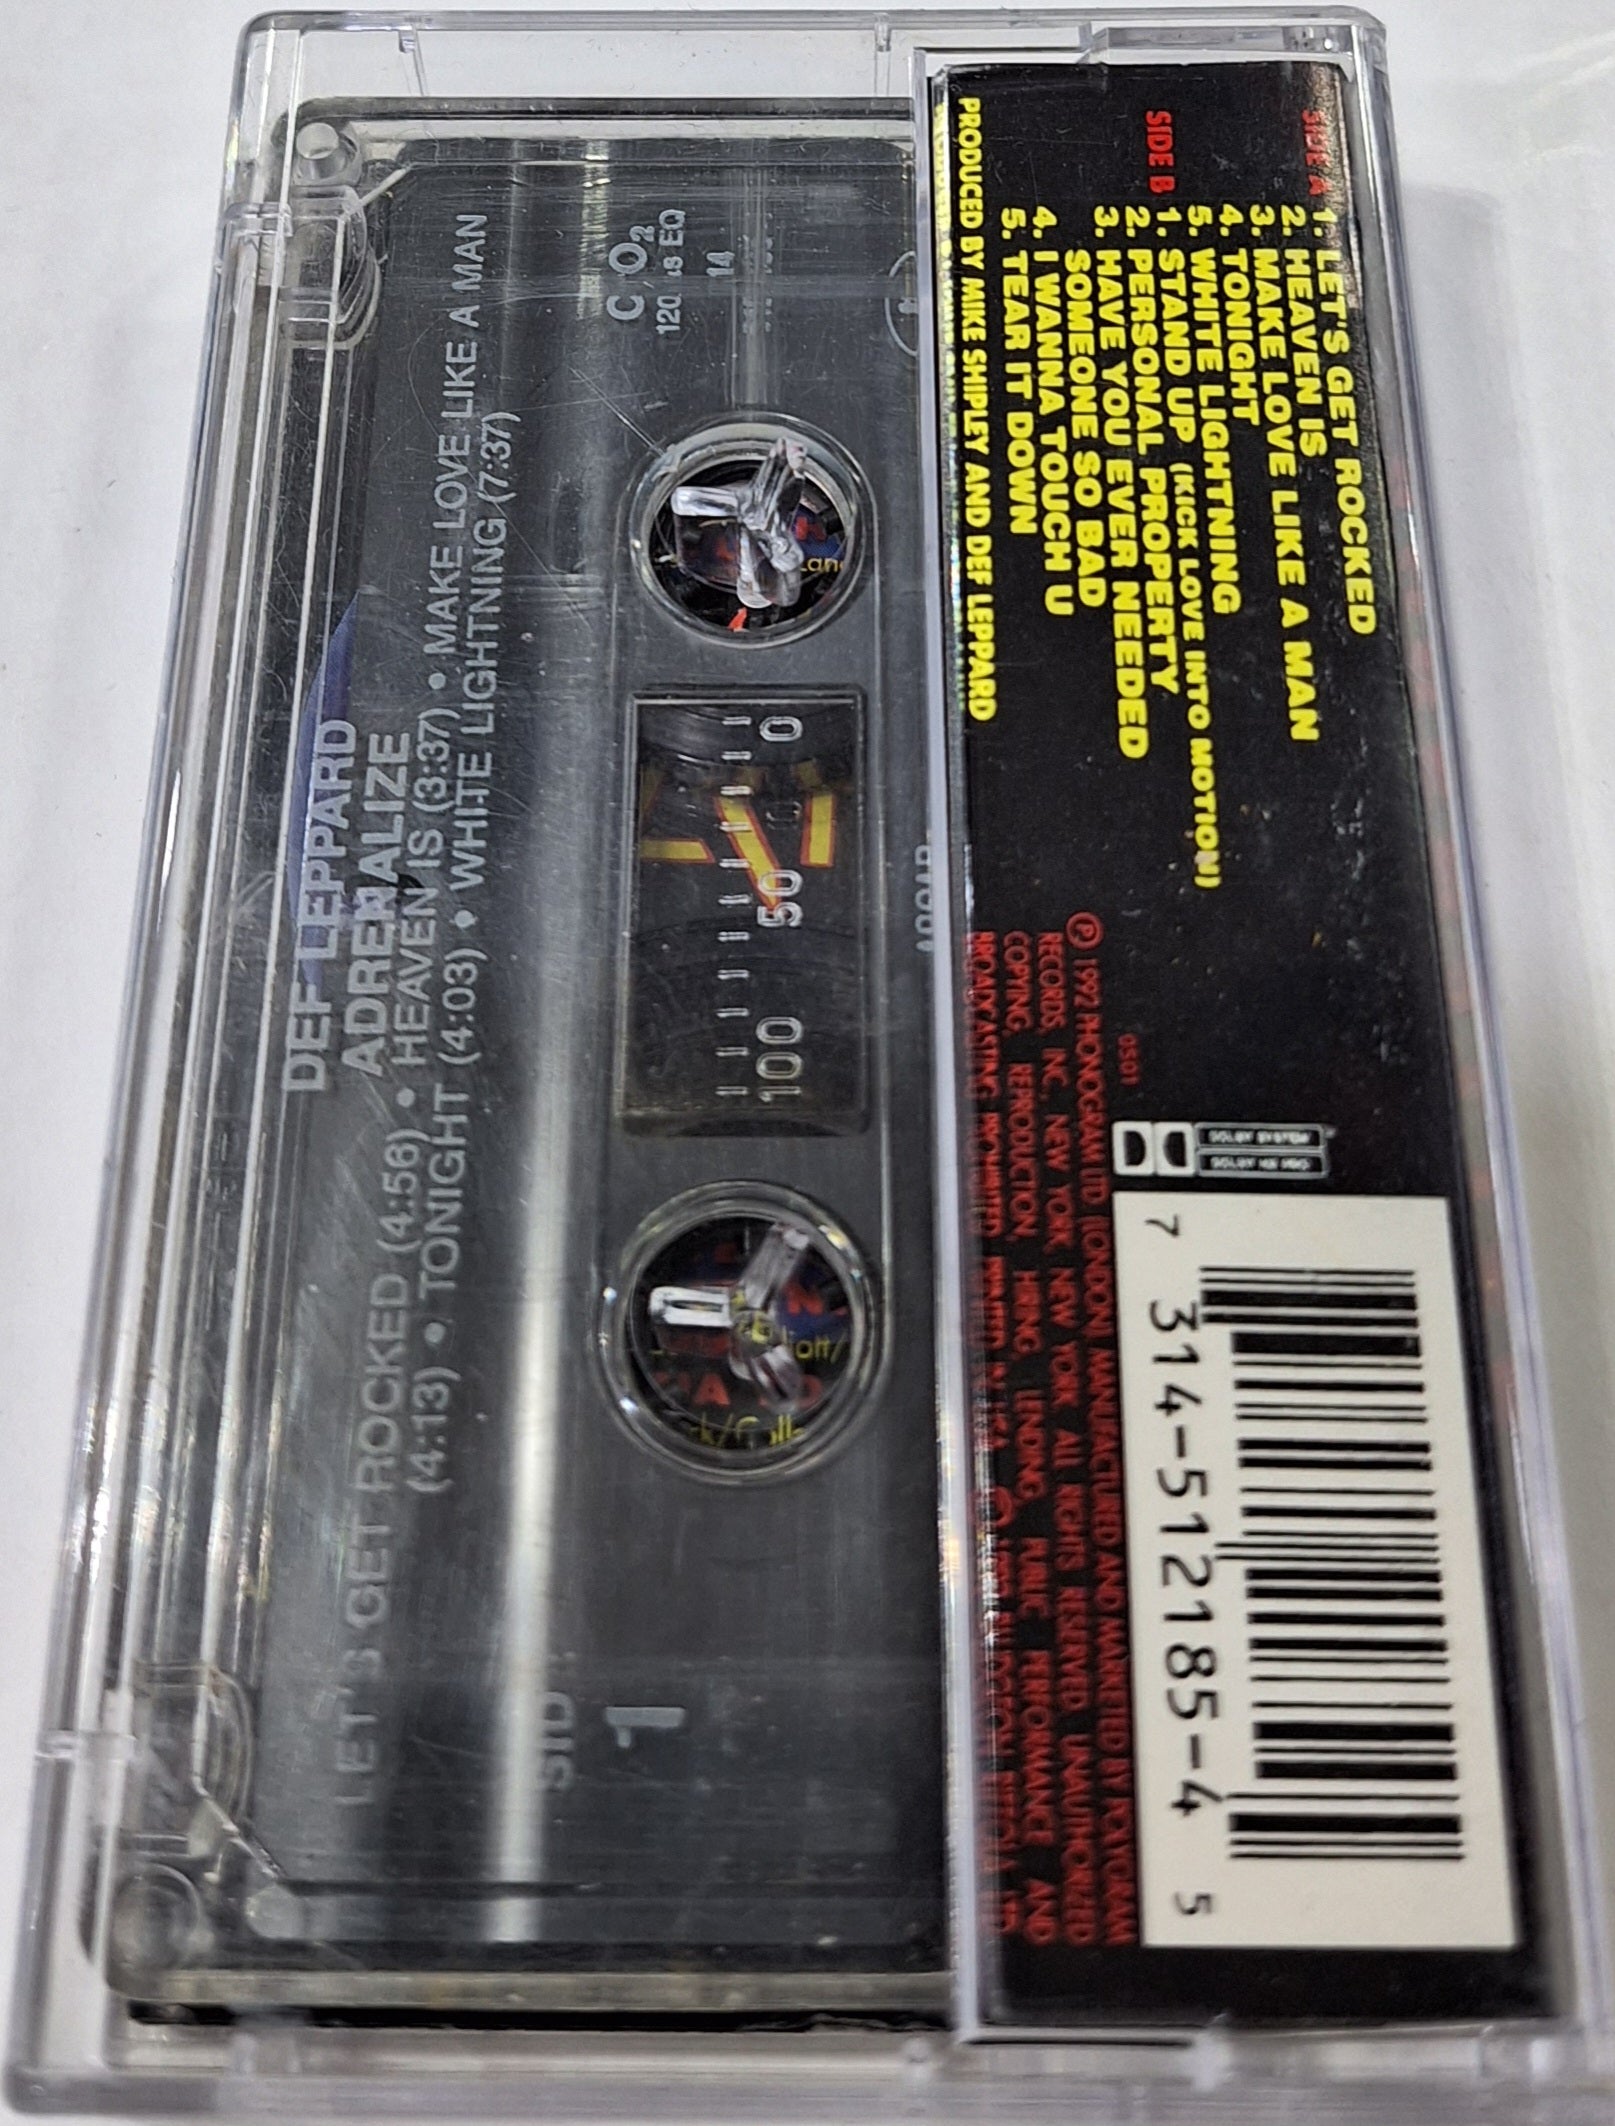 SIDE A
1. LET'S GET ROCKED
2. HEAVEN IS
3. MAKE LOVE LIKE A MAN
4. TONIGHT
5. WHITE LIGHTNING
SIDE B
1. STAND UP (KICK LOVE INTO MOTION)
2. PERSONAL PROPERTY
3. HAVE YOU EVER NEEDED
SOMEONE SO BAD
4. I WANNA TOUCH U
5. TEAR IT DOWN
PRODUCED BY MIKE SHIPLEY AND DEF LEPPARD
0501
℗ 1992 PHONOGRAM LTD. (LONDON) MANUFACTURED AND MARKETED BY POLYGRAM
RECORDS, INC., NEW YORK, NEW YORK. ALL RIGHTS RESERVED. UNAUTHORIZED
COPYING, REPRODUCTION, HIRING, LENDING, PUBLIC PERFORMANCE AND
BROADCASTING PROHIBITED. PRINTED IN U.S.A.
DOLBY SYSTEM
DOLBY HX PRO
7 314-512185-4 5
DEF LEPPARD
ADRENALIZE
LET'S GET ROCKED (4:56) • HEAVEN IS (3:37) • MAKE LOVE LIKE A MAN
(4:13) • TONIGHT (4:03) • WHITE LIGHTNING (7:37)
SID
1
120 µs EQ
0
50
100